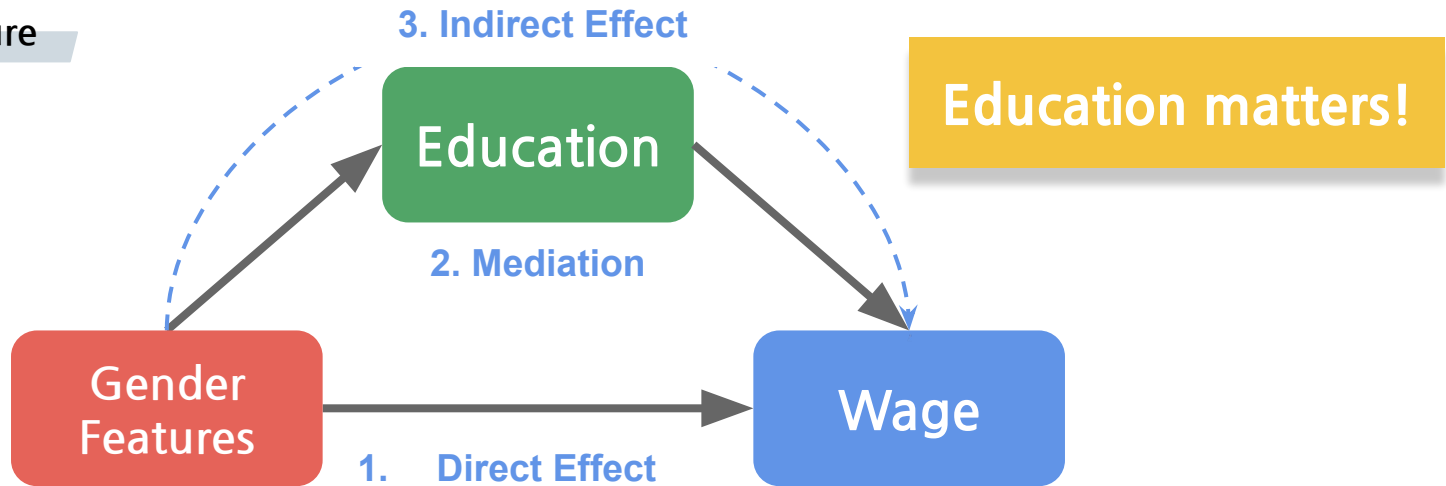 ure
3. Indirect Effect
Education matters!
Education
2. Mediation
Gender
Features
Wage
1. Direct Effect